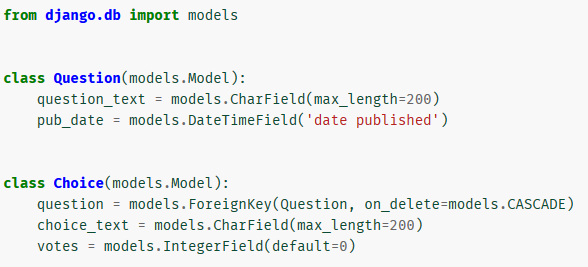 from django.db import models
class Question(models.Model):
    question_text = models.CharField(max_length=200)
    pub_date = models.DateTimeField('date published')
class Choice(models.Model):
    question = models.ForeignKey(Question, on_delete=models.CASCADE)
    choice_text = models.CharField(max_length=200)
    votes = models.IntegerField(default=0)